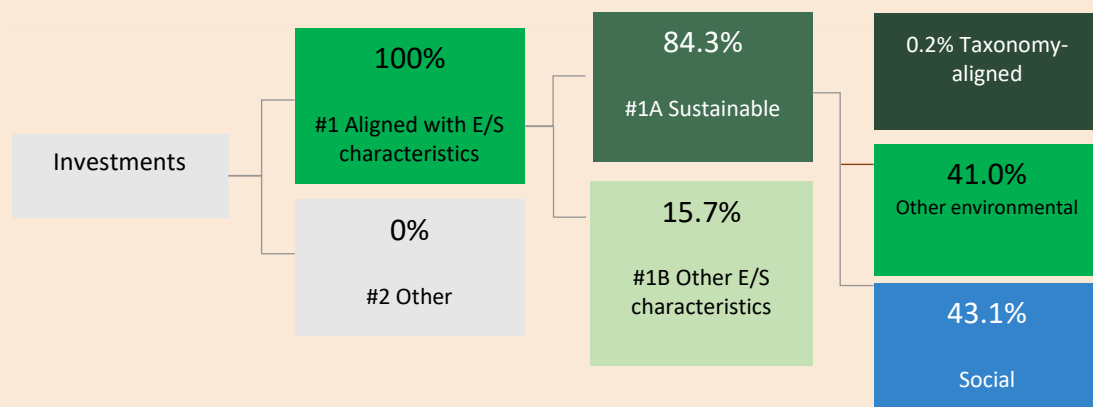 Investments
100%
#1 Aligned with E/S
characteristics
0%
#2 Other
84.3%
#1A Sustainable
15.7%
#1B Other E/S
characteristics
0.2% Taxonomy-
aligned
41.0%
Other environmental
43.1%
Social